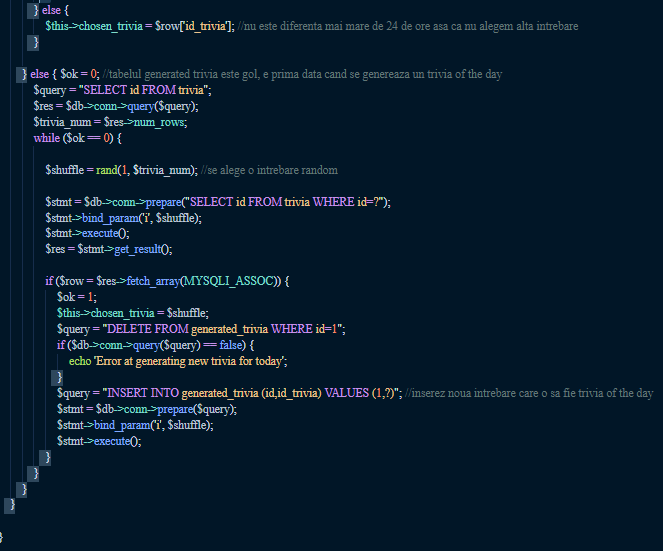 } else {
$this->chosen_trivia = $row['id_trivia']; //nu este diferenta mai mare de 24 de ore asa ca nu alegem alta intrebare
}
} else { $ok = 0; //tabelul generated trivia este gol, e prima data cand se genereaza un trivia of the day
$query = "SELECT id FROM trivia";
$res = $db->conn->query($query);
$trivia_num = $res->num_rows;
while ($ok == 0) {
$shuffle = rand(1, $trivia_num); //se alege o intrebare random
$stmt = $db->conn->prepare("SELECT id FROM trivia WHERE id=?");
$stmt->bind_param('i', $shuffle);
$stmt->execute();
$res = $stmt->get_result();
if ($row = $res->fetch_array(MYSQLI_ASSOC)) {
$ok = 1;
$this->chosen_trivia = $shuffle;
$query = "DELETE FROM generated_trivia WHERE id=1";
if ($db->conn->query($query) == false) {
echo 'Error at generating new trivia for today';
}
$query = "INSERT INTO generated_trivia (id,id_trivia) VALUES (1,?)"; //inserez noua intrebare care o sa fie trivia of the day
$stmt = $db->conn->prepare($query);
$stmt->bind_param('i', $shuffle);
$stmt->execute();
}
}
}
}
}